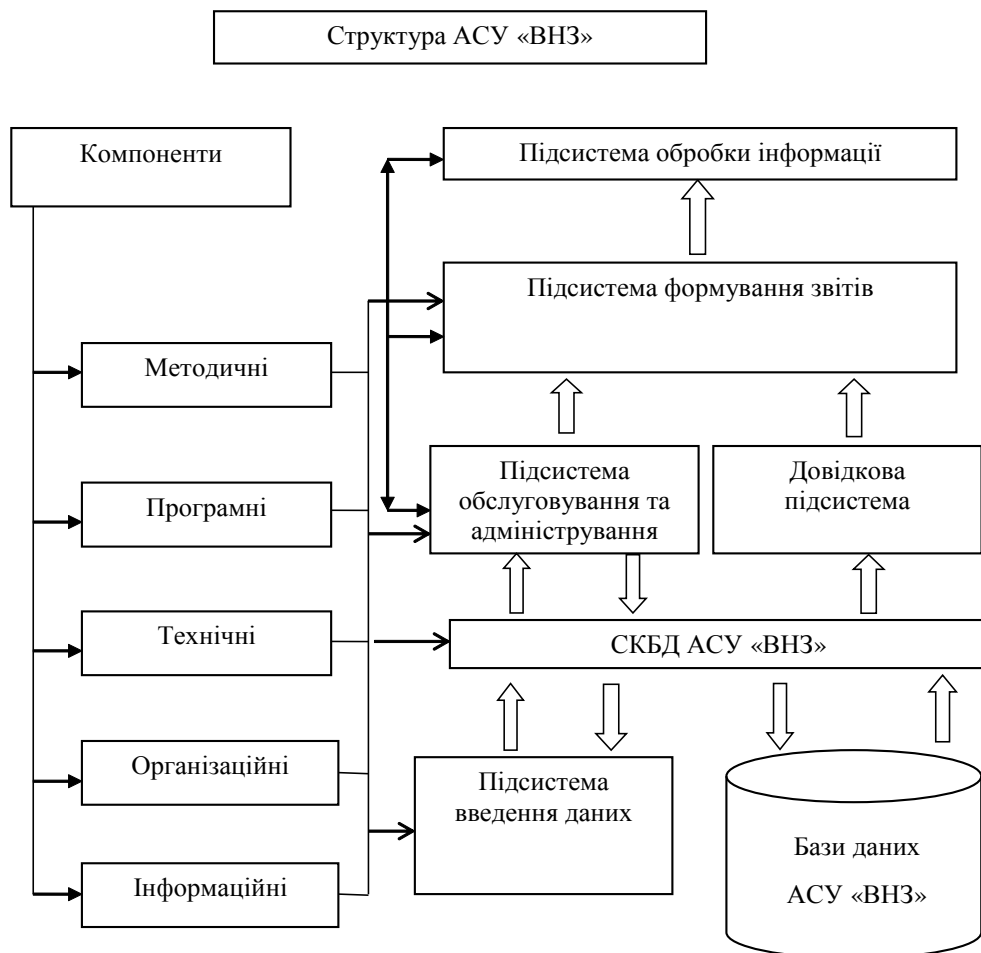 Структура АСУ «ВНЗ»
Компоненти
Підсистема обробки інформації
Підсистема формування звітів
Методичні
Програмні
Підсистема
обслуговування та
адміністрування
Довідкова
підсистема
Технічні
СКБД АСУ «ВНЗ»
Організаційні
Підсистема
введення даних
Інформаційні
Бази даних
АСУ «ВНЗ»